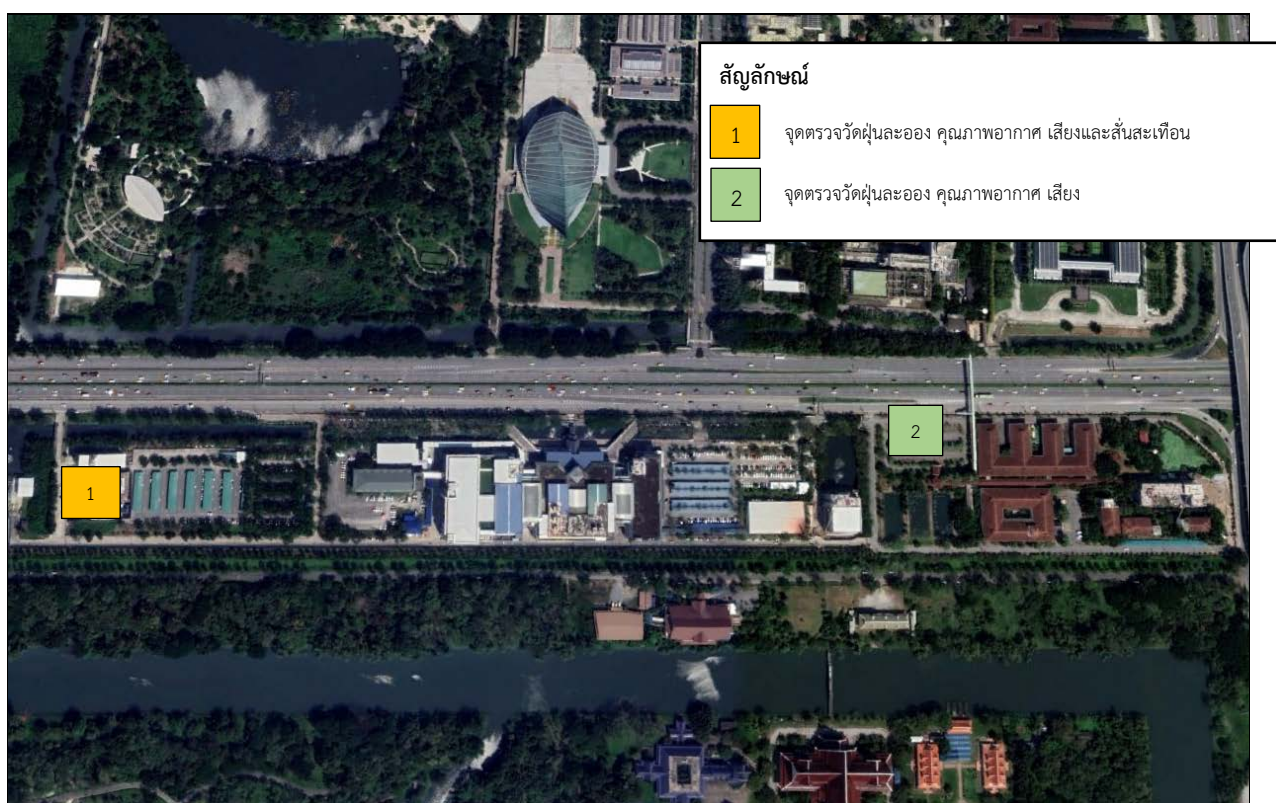 สัญลักษณ์
1 จุดตรวจวัดฝุ่นละออง คุณภาพอากาศ เสียงและสั่นสะเทือน
2 จุดตรวจวัดฝุ่นละออง คุณภาพอากาศ เสียง
2
1